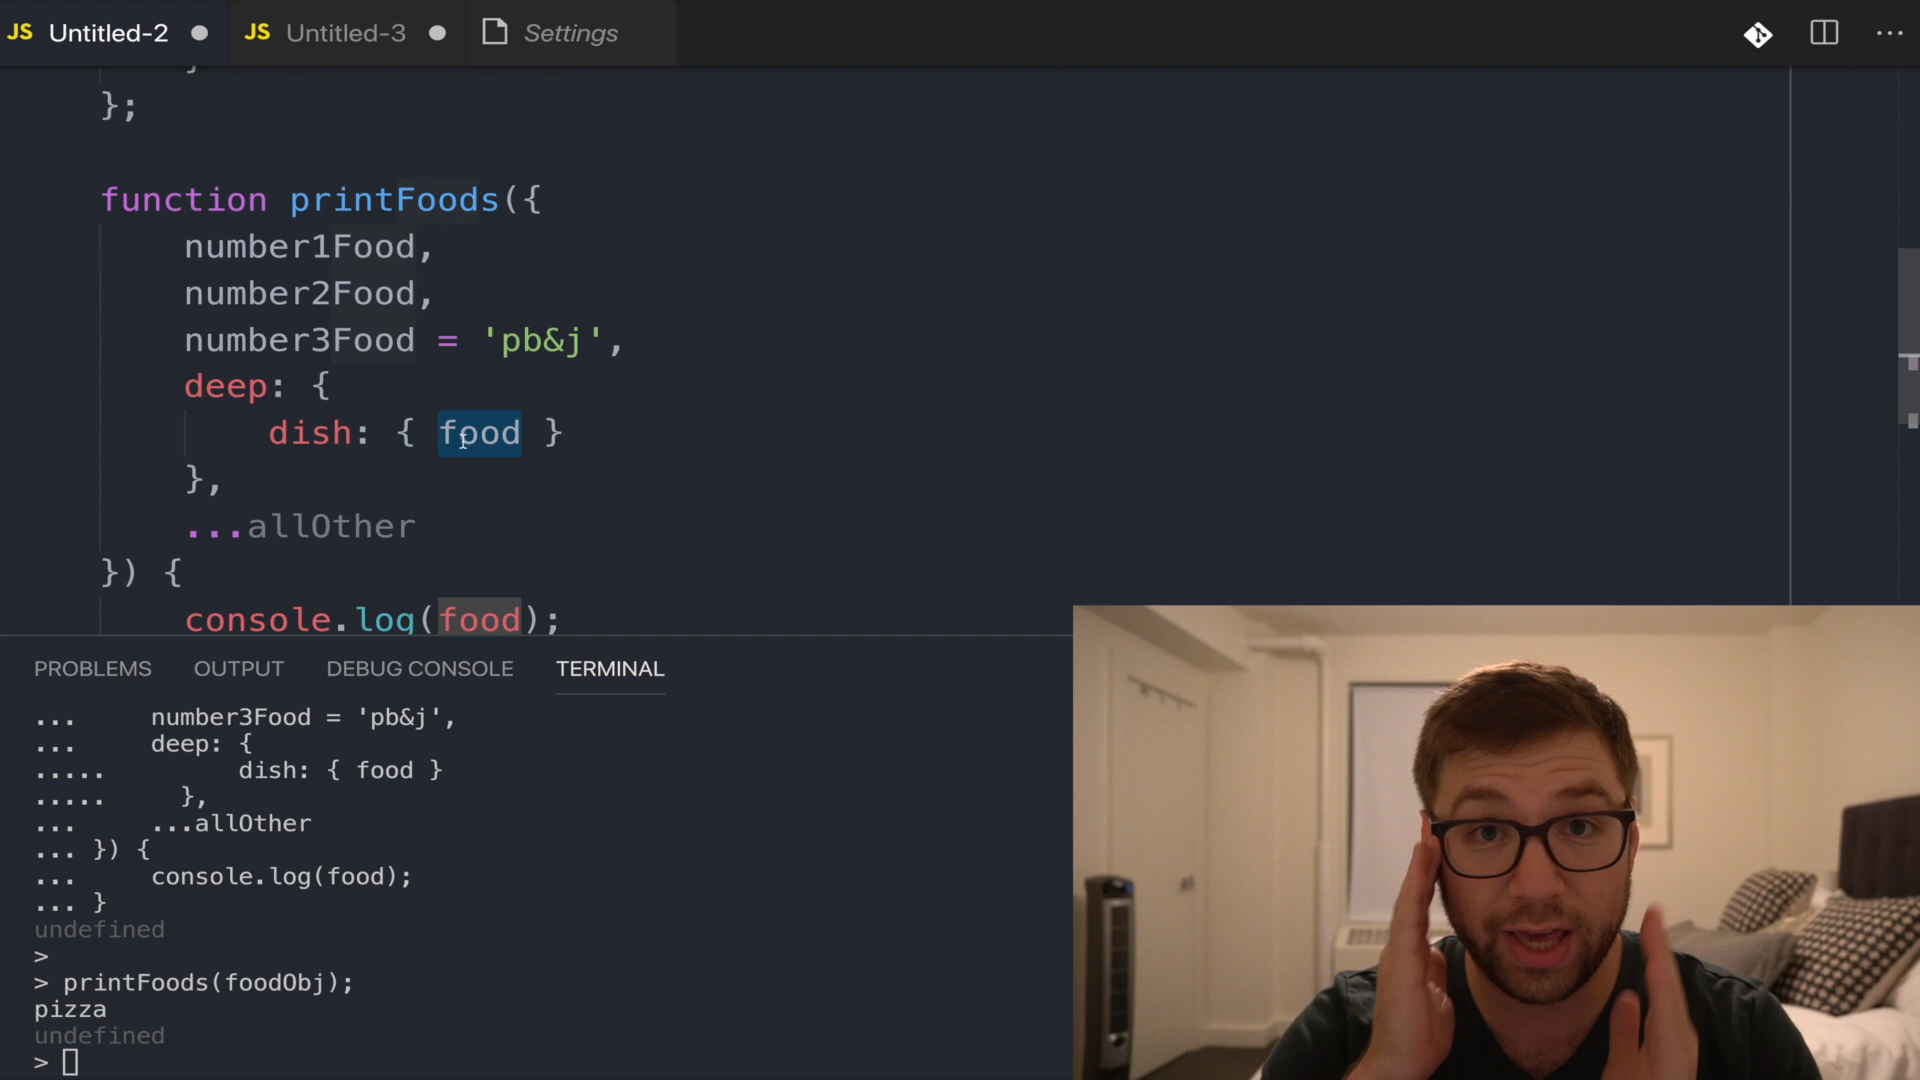 JS Untitled-2 JS Untitled-3 Settings
};
function printFoods({
number1Food,
number2Food,
number3Food = 'pb&j',
deep: {
dish: { food }
},
...allOther
}) {
console.log(food);
PROBLEMS OUTPUT DEBUG CONSOLE TERMINAL
... number3Food = 'pb&j',
... deep: {
..... dish: { food }
..... },
... ...allOther
... }) {
... console.log(food);
... }
undefined
>
> printFoods(foodObj);
pizza
undefined
>